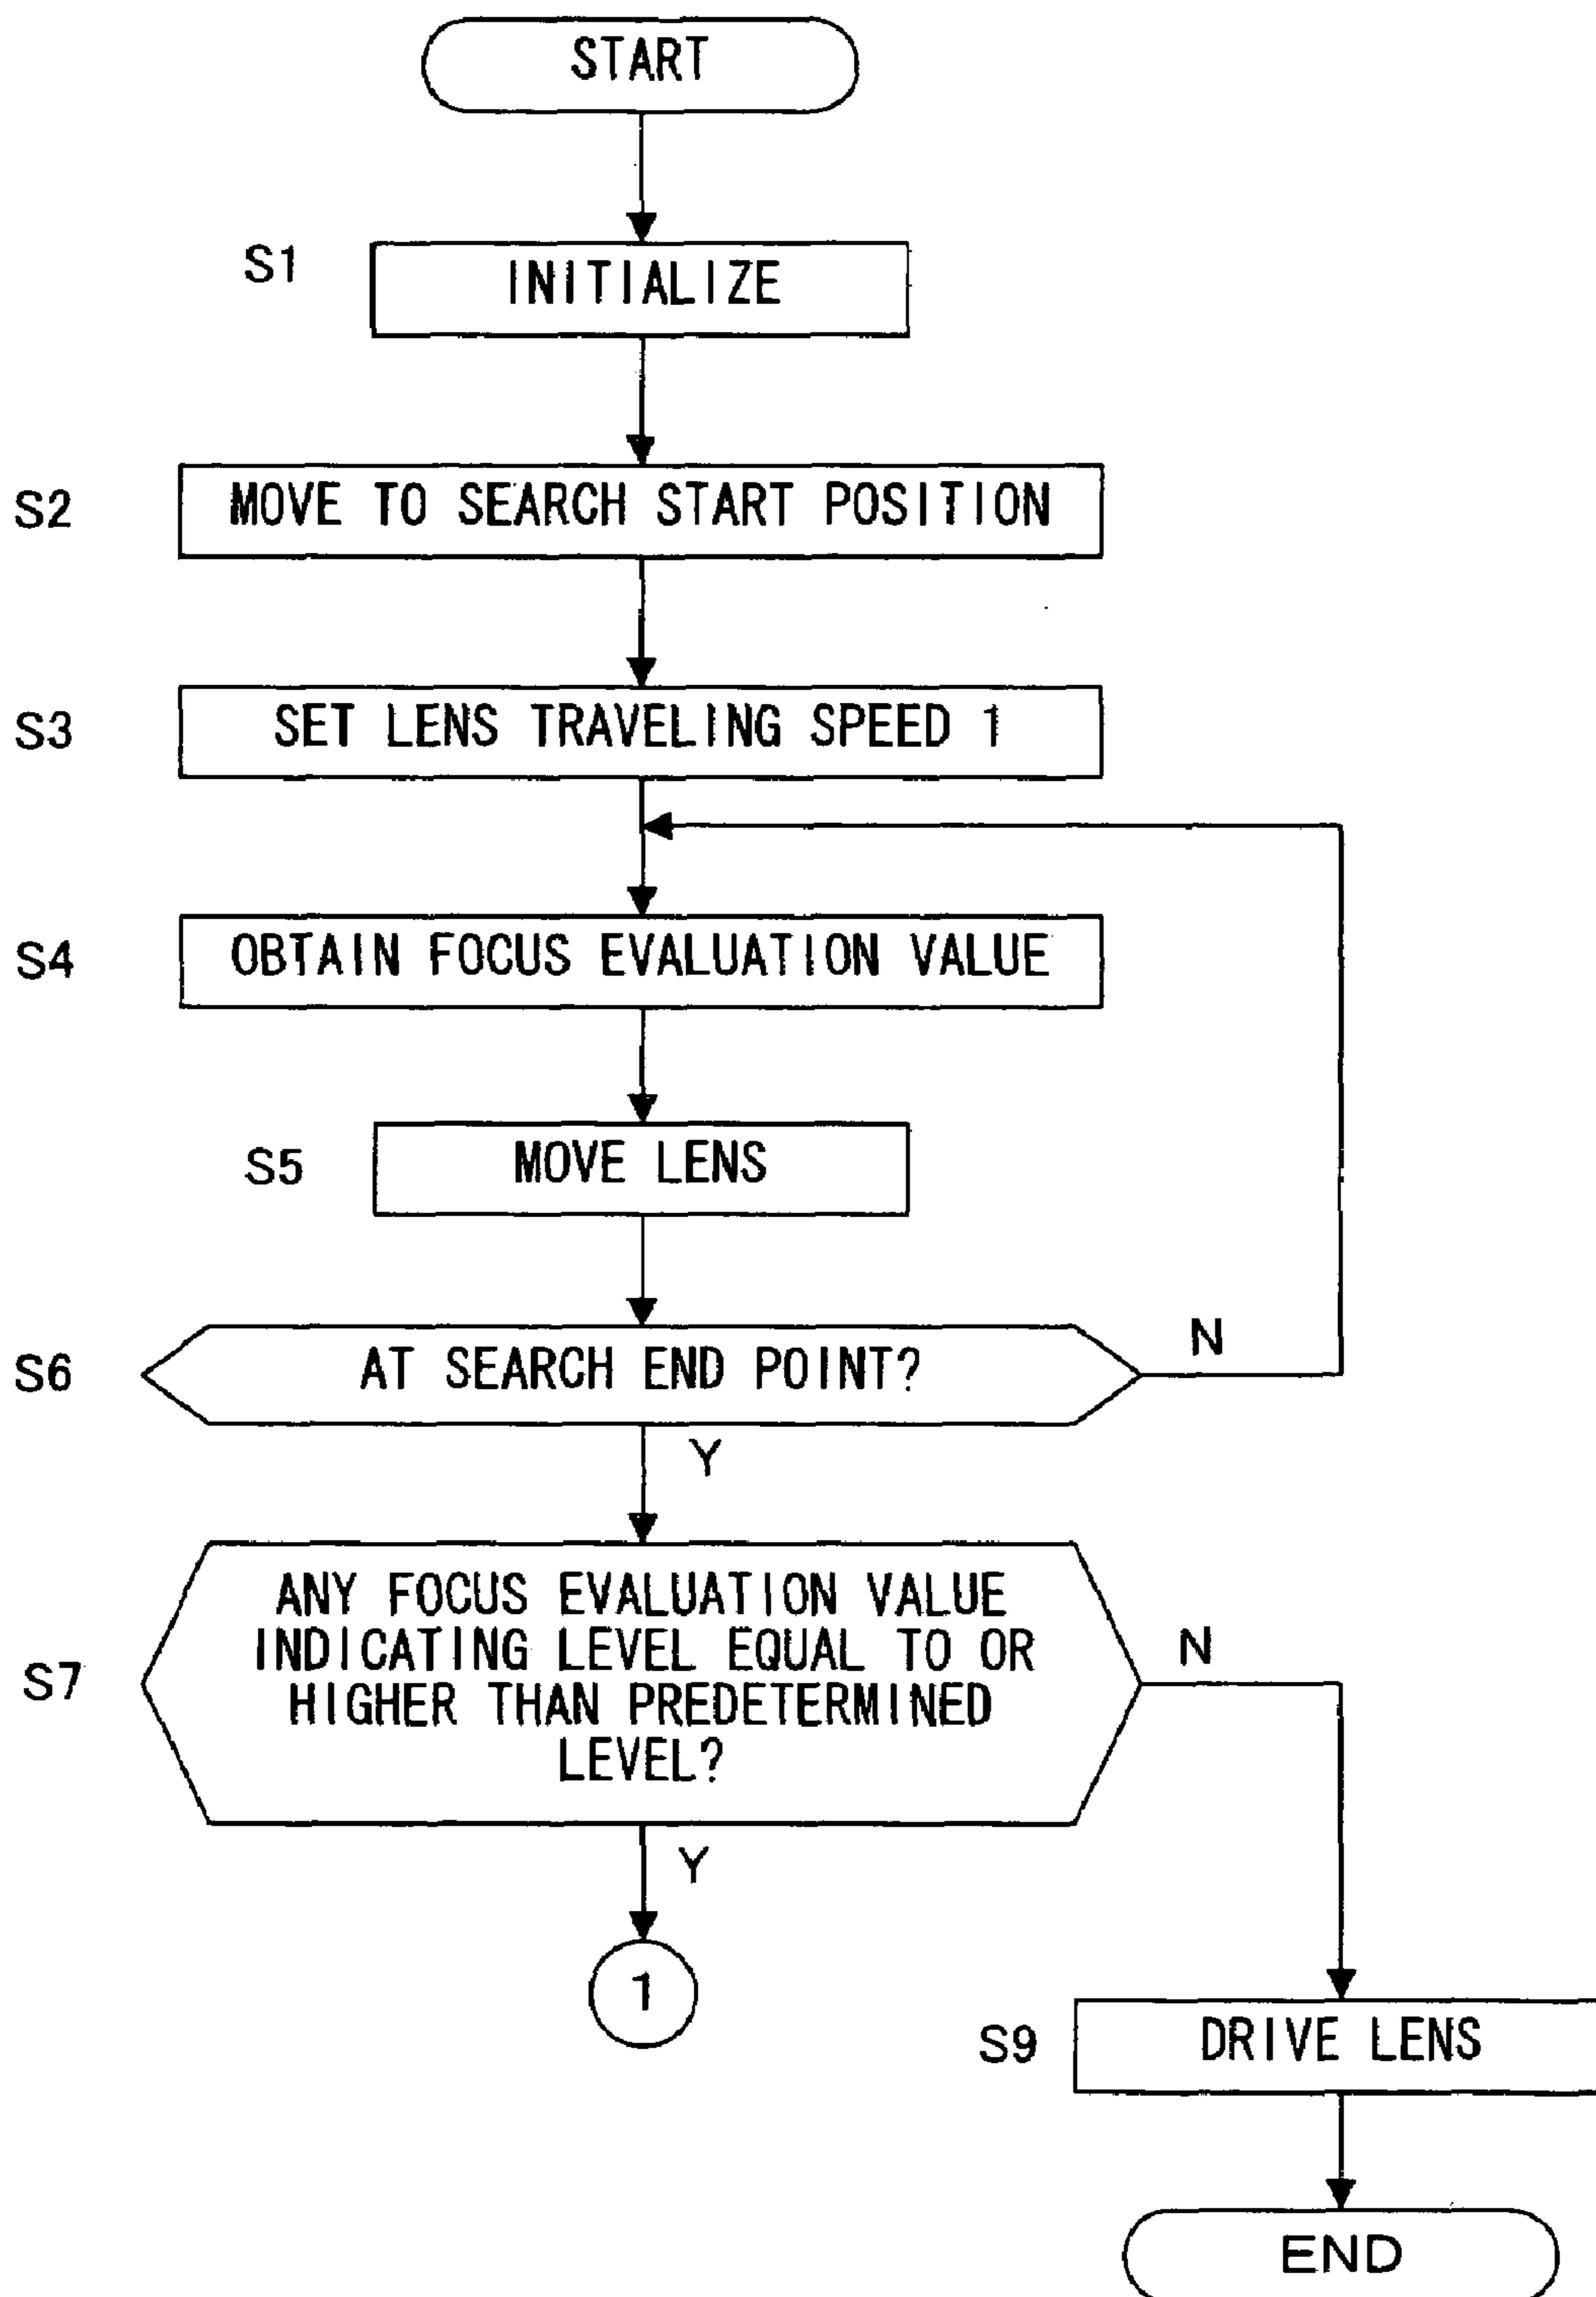 START
S1
INITIALIZE
S2
MOVE TO SEARCH START POSITION
S3
SET LENS TRAVELING SPEED 1
S4
OBTAIN FOCUS EVALUATION VALUE
S5
MOVE LENS
S6
AT SEARCH END POINT?
N
Y
S7
ANY FOCUS EVALUATION VALUE
INDICATING LEVEL EQUAL TO OR
HIGHER THAN PREDETERMINED
LEVEL?
N
Y
1
S9
DRIVE LENS
END